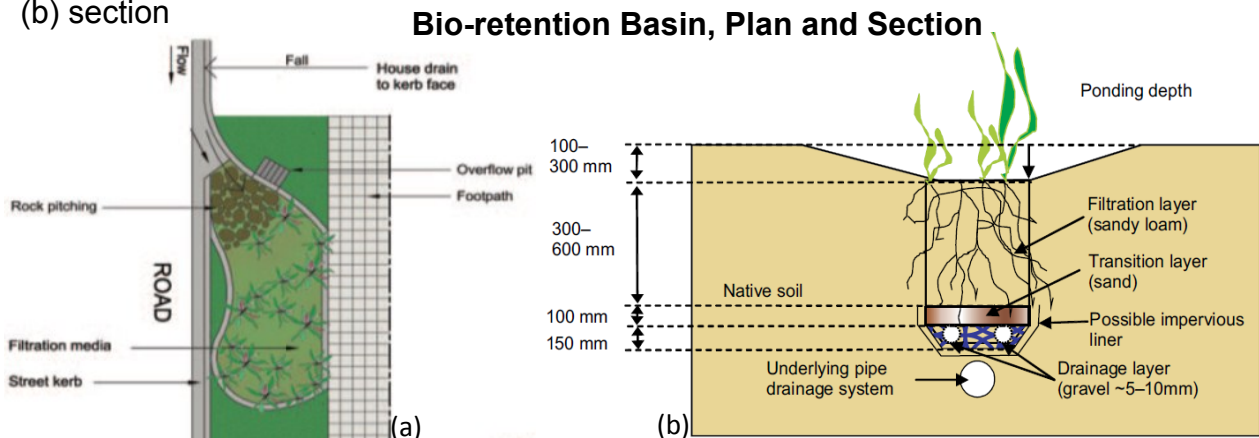 (b) section
Bio-retention Basin, Plan and Section
Flow
Fall
House drain
to kerb face
Overflow pit
Footpath
Rock pitching
ROAD
Filtration media
Street kerb
(a)
Ponding depth
100–
300 mm
300–
600 mm
Filtration layer
(sandy loam)
Transition layer
(sand)
Native soil
100 mm
150 mm
Possible impervious
liner
Underlying pipe
drainage system
Drainage layer
(gravel ~5–10mm)
(b)